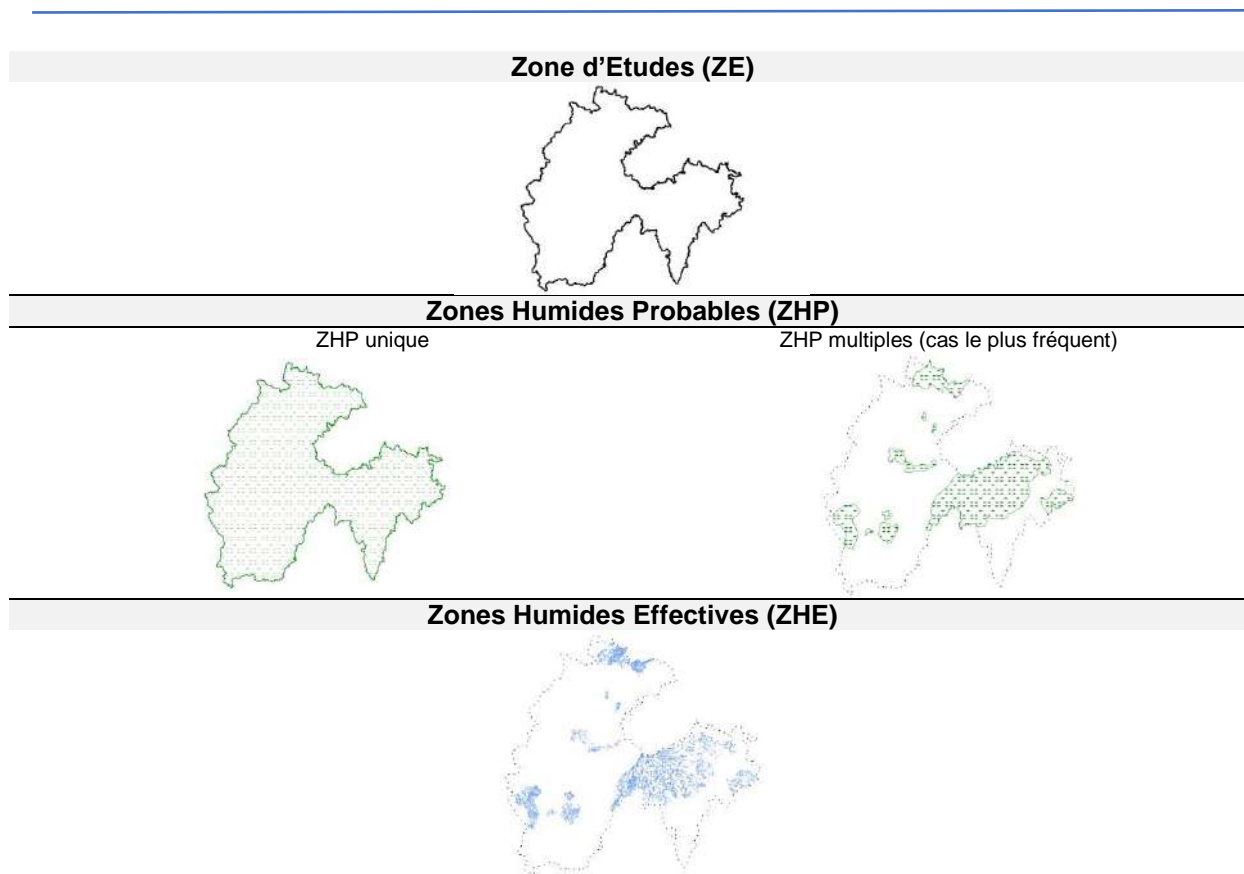 Zone d’Etudes (ZE)
Zones Humides Probables (ZHP)
ZHP unique
ZHP multiples (cas le plus fréquent)
Zones Humides Effectives (ZHE)